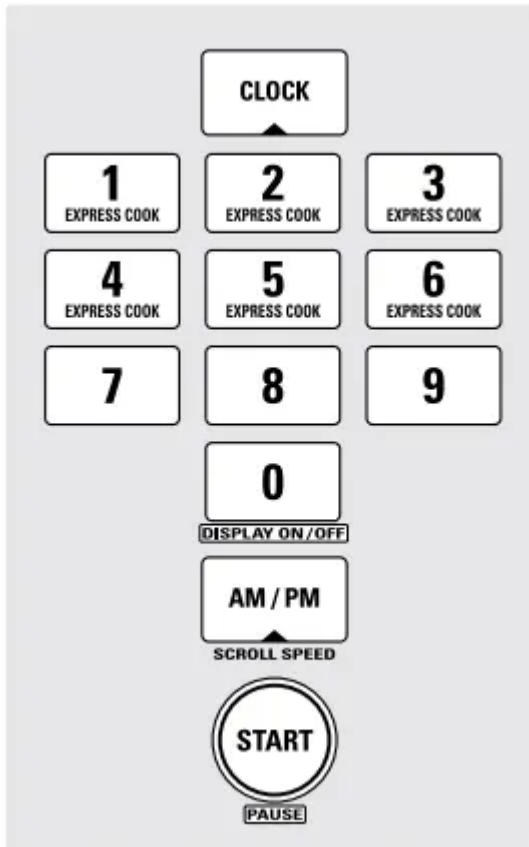 CLOCK
1 2 3
EXPRESS COOK EXPRESS COOK EXPRESS COOK
4 5 6
EXPRESS COOK EXPRESS COOK EXPRESS COOK
7 8 9
0
DISPLAY ON/OFF
AM / PM
SCROLL SPEED
START
PAUSE